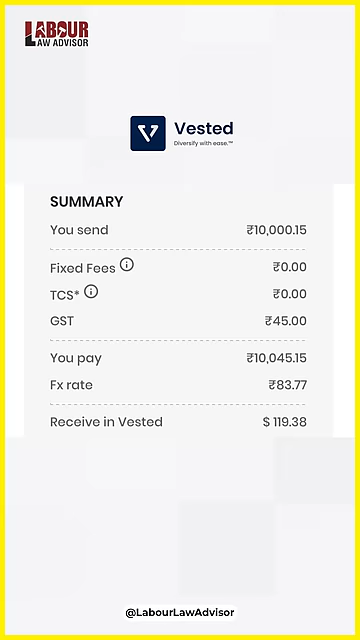 LABOUR
LAW ADVISOR
Vested
Diversify with ease.™
SUMMARY
You send ₹10,000.15
Fixed Fees ₹0.00
TCS* ₹0.00
GST ₹45.00
You pay ₹10,045.15
Fx rate ₹83.77
Receive in Vested $ 119.38
@LabourLawAdvisor